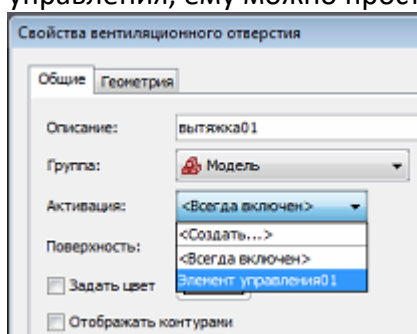 управления, ему можно прост
Свойства вентиляционного отверстия
Общие Геометрия
Описание: вытяжка01
Группа: Модель
Активация: <Всегда включен>
<Создать...>
Поверхность: <Всегда включен>
Элемент управления01
Задать цвет
Отображать контурами